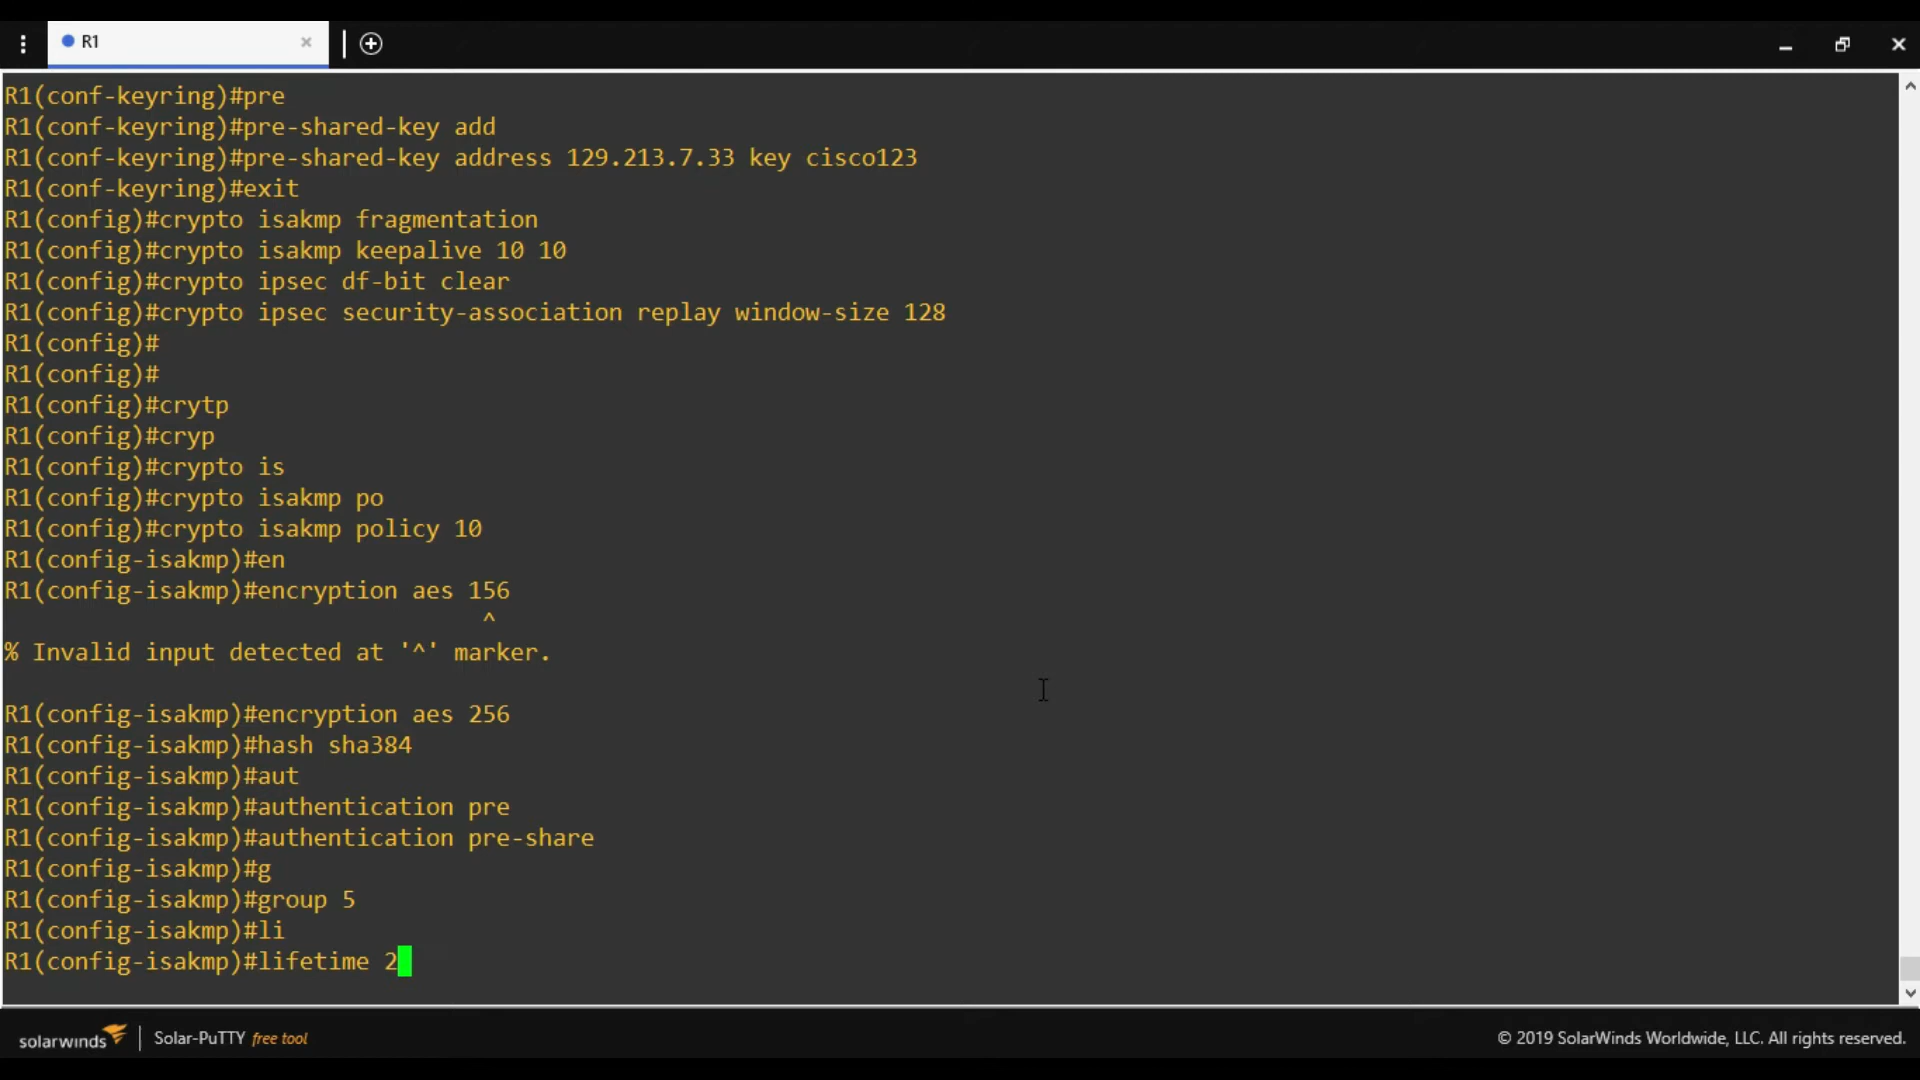 R1
R1(conf-keyring)#pre
R1(conf-keyring)#pre-shared-key add
R1(conf-keyring)#pre-shared-key address 129.213.7.33 key cisco123
R1(conf-keyring)#exit
R1(config)#crypto isakmp fragmentation
R1(config)#crypto isakmp keepalive 10 10
R1(config)#crypto ipsec df-bit clear
R1(config)#crypto ipsec security-association replay window-size 128
R1(config)#
R1(config)#
R1(config)#crytp
R1(config)#cryp
R1(config)#crypto is
R1(config)#crypto isakmp po
R1(config)#crypto isakmp policy 10
R1(config-isakmp)#en
R1(config-isakmp)#encryption aes 156
^
% Invalid input detected at '^' marker.
R1(config-isakmp)#encryption aes 256
R1(config-isakmp)#hash sha384
R1(config-isakmp)#aut
R1(config-isakmp)#authentication pre
R1(config-isakmp)#authentication pre-share
R1(config-isakmp)#g
R1(config-isakmp)#group 5
R1(config-isakmp)#li
R1(config-isakmp)#lifetime 2
solarwinds Solar-PuTTY free tool © 2019 SolarWinds Worldwide, LLC. All rights reserved.